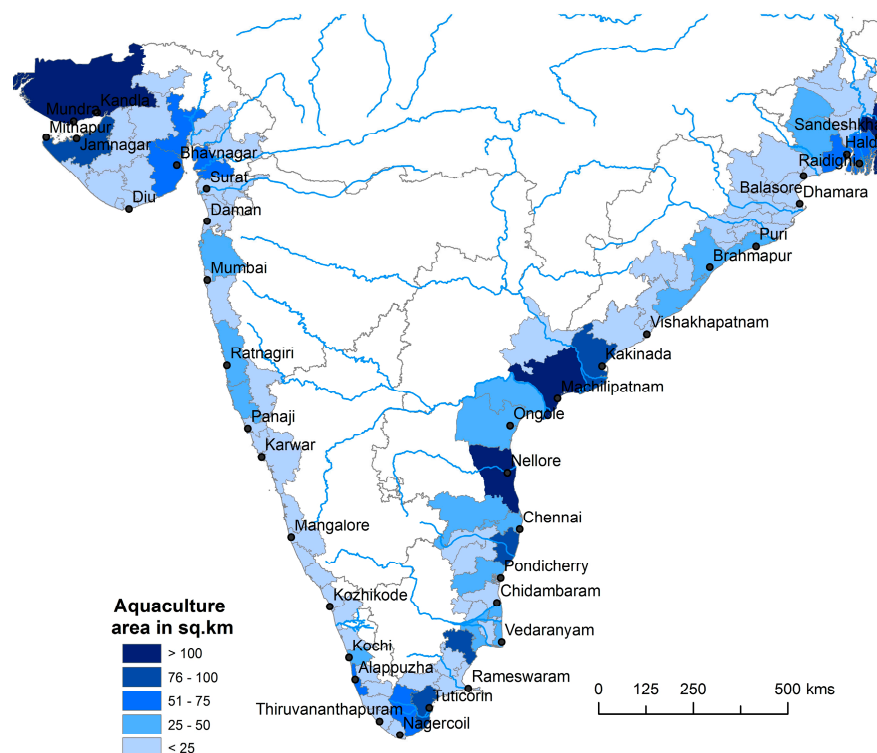 Kandla
Mundra
Mithapur
Jamnagar
Bhavnagar
Surat
Diu
Daman
Mumbai
Ratnagiri
Panaji
Karwar
Mangalore
Kozhikode
Kochi
Alappuzha
Thiruvananthapuram
Nagercoil
Tuticorin
Rameswaram
Vedaranyam
Chidambaram
Pondicherry
Chennai
Nellore
Ongole
Machilipatnam
Kakinada
Vishakhapatnam
Brahmapur
Puri
Dhamara
Balasore
Raidighi
Hald
Sandeshkh
Aquaculture
area in sq.km
> 100
76 - 100
51 - 75
25 - 50
< 25
0 125 250 500 kms